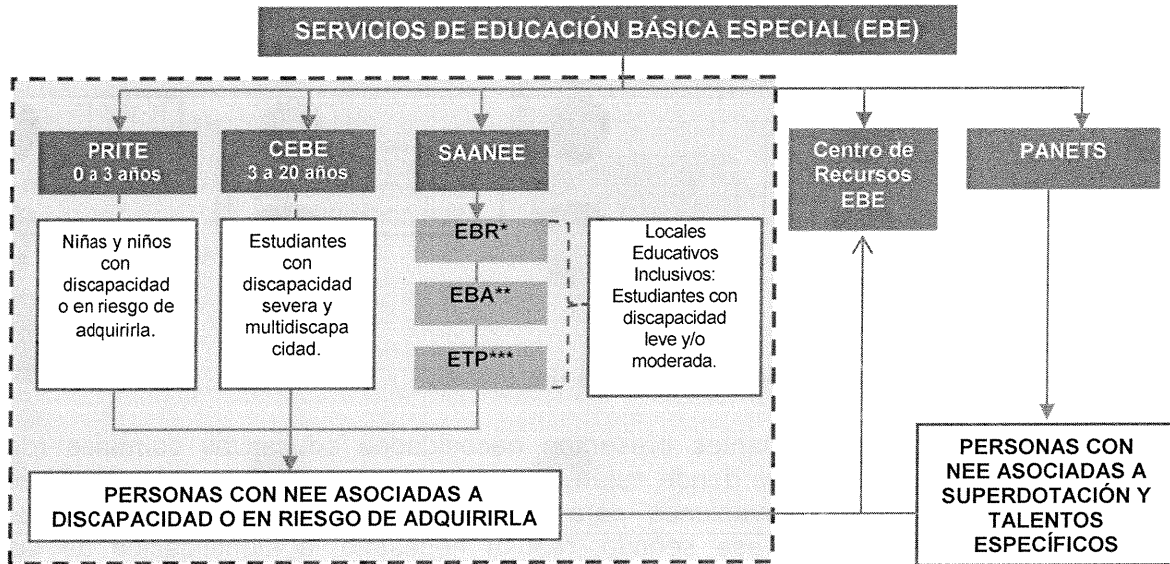 SERVICIOS DE EDUCACIÓN BÁSICA ESPECIAL (EBE)
PRITE
0 a 3 años
CEBE
3 a 20 años
SAANEE
Centro de
Recursos
EBE
PANETS
Niñas y niños
con
discapacidad
o en riesgo de
adquirirla.
Estudiantes
con
discapacidad
severa y
multidiscapa
cidad.
EBR*
EBA**
ETP***
Locales
Educativos
Inclusivos:
Estudiantes con
discapacidad
leve y/o
moderada.
PERSONAS CON NEE ASOCIADAS A
DISCAPACIDAD O EN RIESGO DE ADQUIRIRLA
PERSONAS CON
NEE ASOCIADAS A
SUPERDOTACIÓN Y
TALENTOS
ESPECÍFICOS